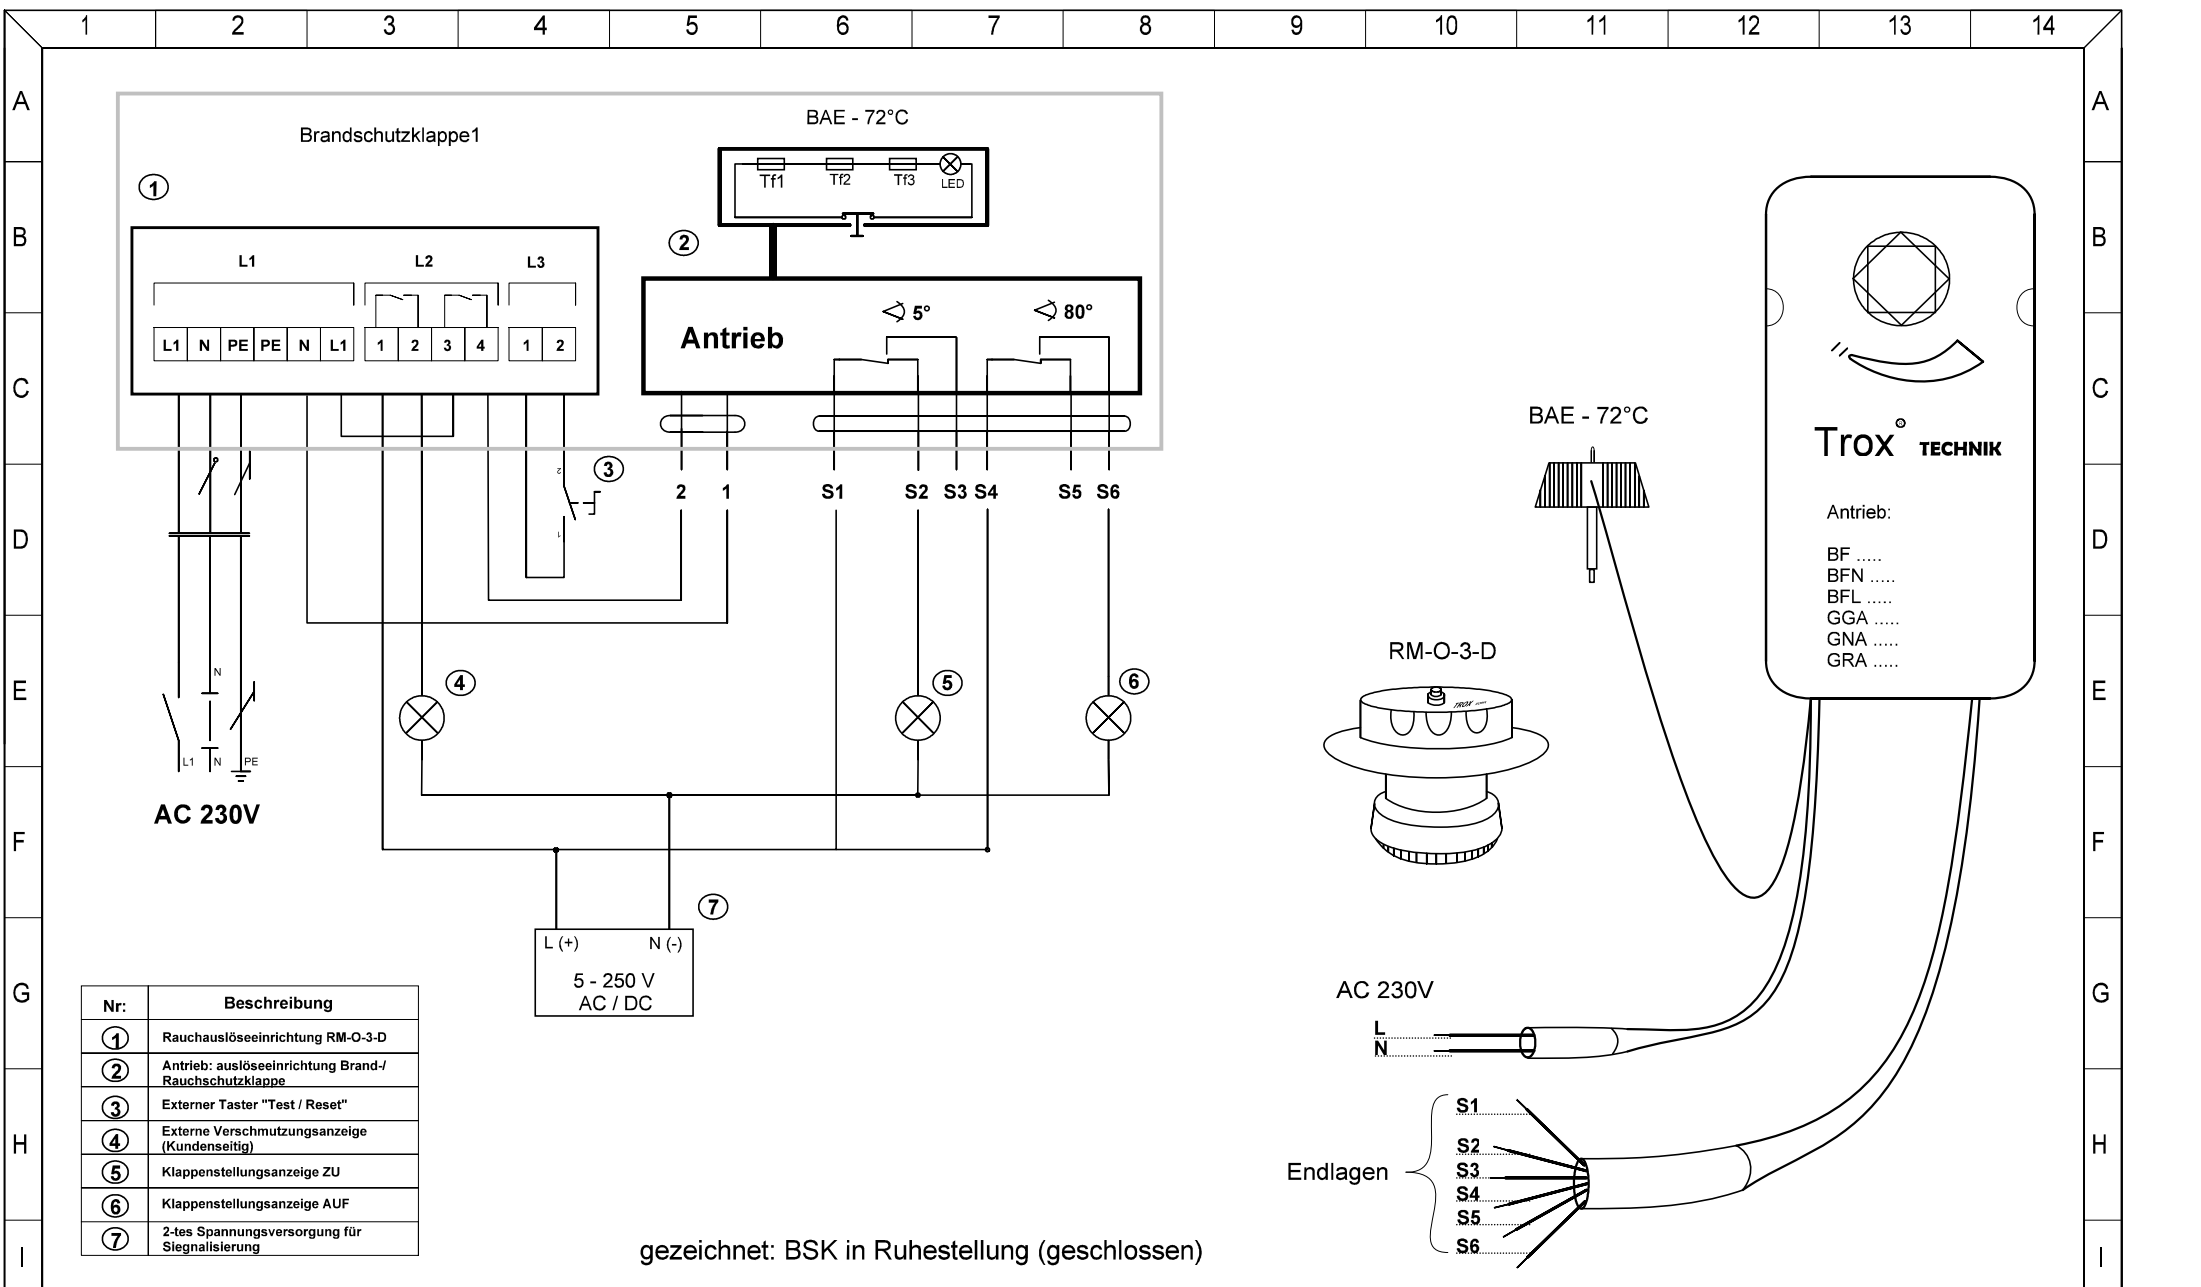 1 2 3 4 5 6 7 8 9 10 11 12 13 14
A A
B B
C C
D D
E E
F F
G G
H H
I I
Brandschutzklappe1
BAE - 72°C
Tf1 Tf2 Tf3 LED
1
2
L1 L2 L3
L1 N PE PE N L1 1 2 3 4 1 2
Antrieb
5°
80°
2
1
3
2 1 S1 S2 S3 S4 S5 S6
N
L1 N PE
AC 230V
4
5
6
7
L (+) N (-)
5 - 250 V
AC / DC
Nr: Beschreibung
1 Rauchauslöseeinrichtung RM-O-3-D
2 Antrieb: auslöseeinrichtung Brand-/
Rauchschutzklappe
3 Externer Taster "Test / Reset"
4 Externe Verschmutzungsanzeige
(Kundenseitig)
5 Klappenstellungsanzeige ZU
6 Klappenstellungsanzeige AUF
7 2-tes Spannungsversorgung für
Siegnalisierung
gezeichnet: BSK in Ruhestellung (geschlossen)
BAE - 72°C
RM-O-3-D
TROX
Trox® TECHNIK
Antrieb:
BF .....
BFN .....
BFL .....
GGA .....
GNA .....
GRA .....
AC 230V
L
N
Endlagen
S1
S2
S3
S4
S5
S6